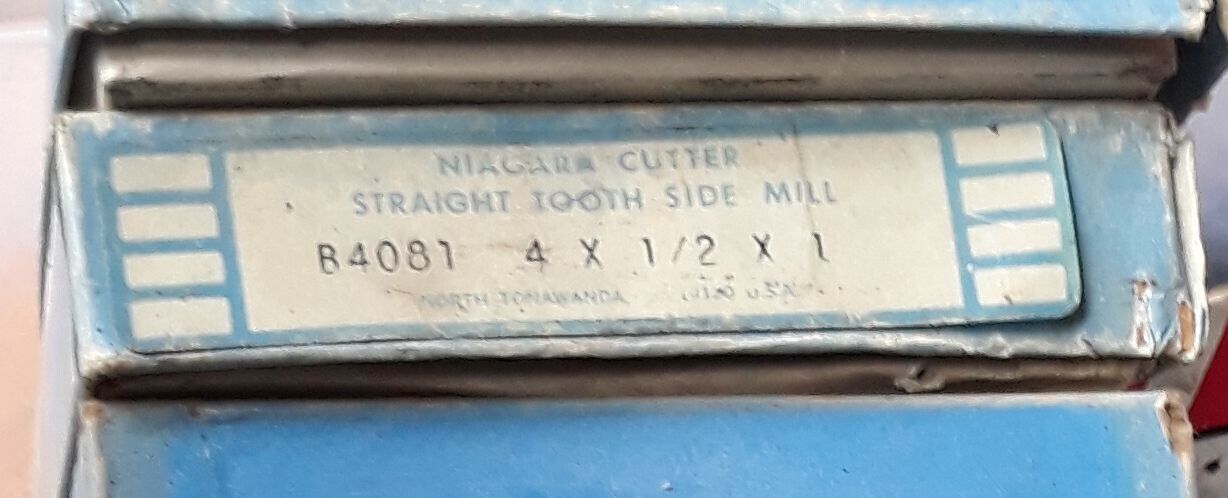 NIAGARA CUTTER
STRAIGHT TOOTH SIDE MILL
B4081 4 X 1/2 X 1
NORTH TONAWANDA